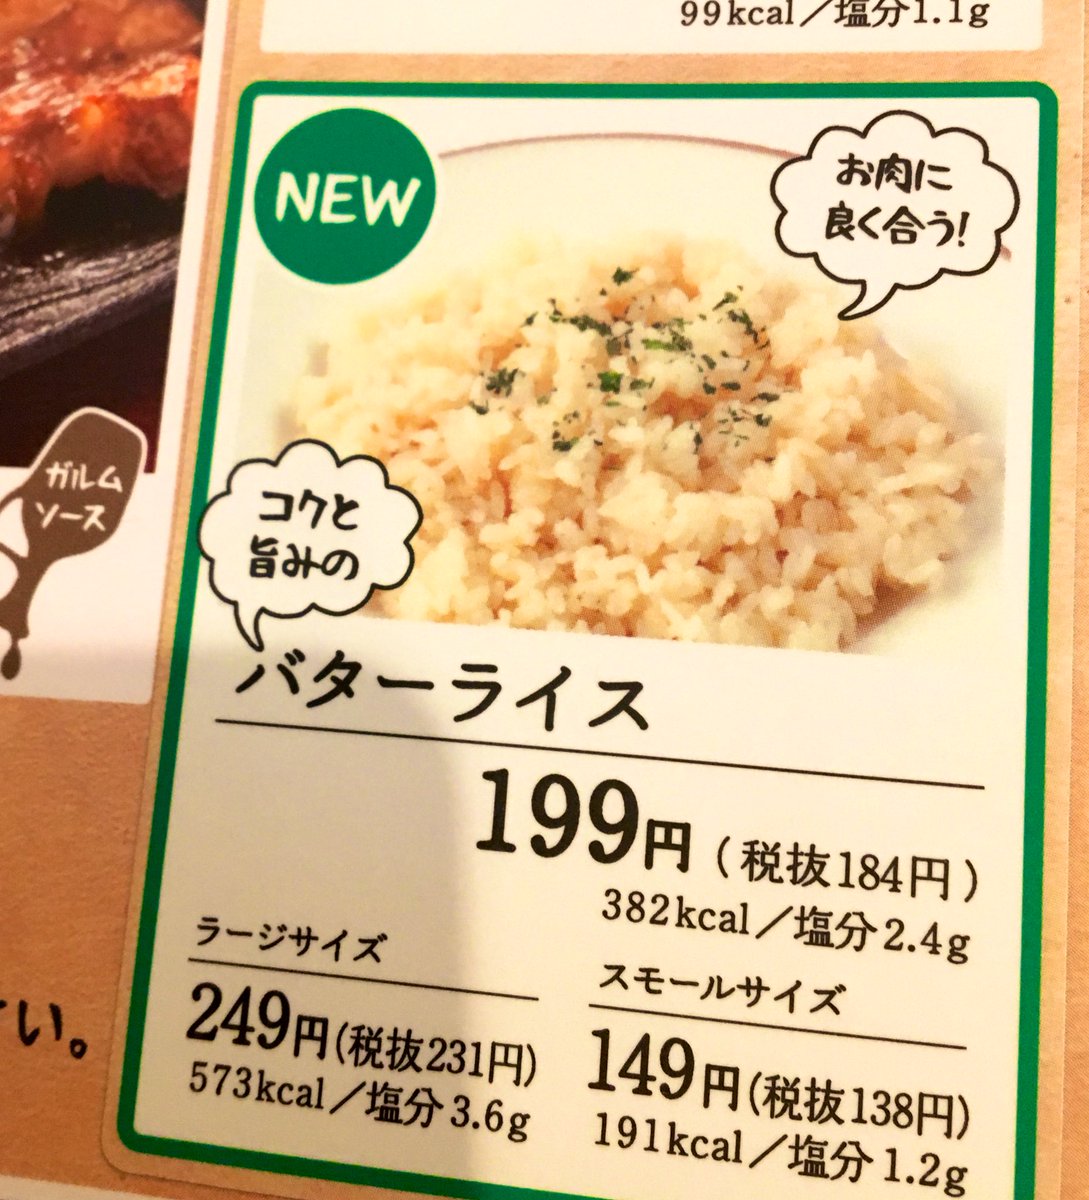 99kcal／塩分1.1g
NEW
お肉に
良く合う!
ガルム
ソース
コクと
旨みの
バターライス
199円（税抜184円）
382kcal／塩分2.4g
ラージサイズ
249円(税抜231円)
573kcal／塩分3.6g
スモールサイズ
149円(税抜138円)
191kcal／塩分1.2g
さい。